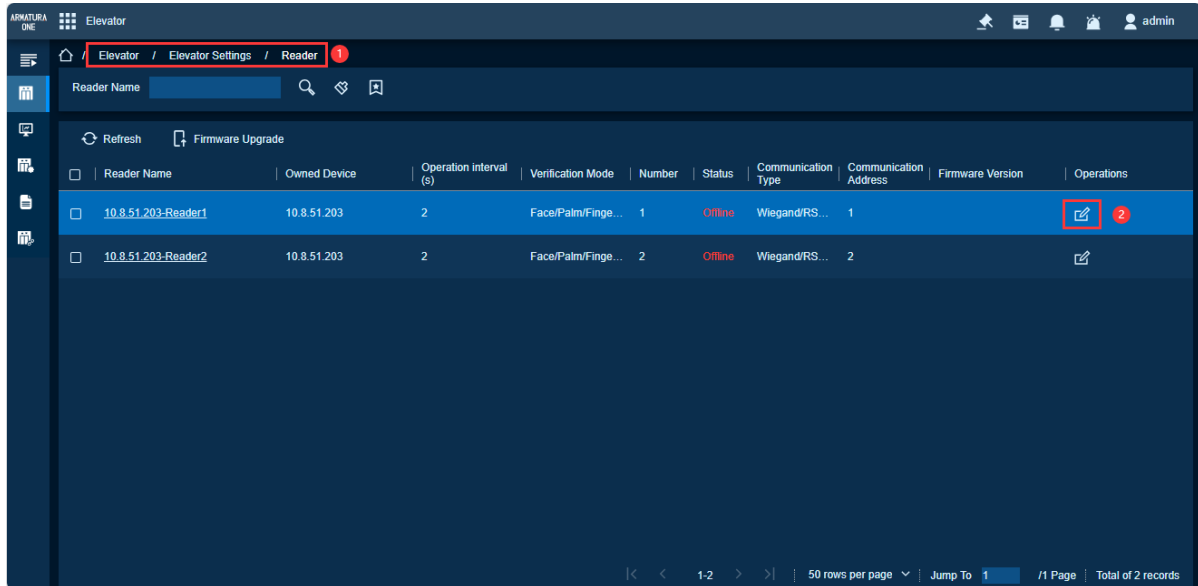 ARMATURA ONE Elevator admin
/ Elevator / Elevator Settings / Reader 1
Reader Name
Refresh Firmware Upgrade
Reader Name Owned Device Operation interval (s) Verification Mode Number Status Communication Type Communication Address Firmware Version Operations
10.8.51.203-Reader1 10.8.51.203 2 Face/Palm/Finge... 1 Offline Wiegand/RS... 1 2
10.8.51.203-Reader2 10.8.51.203 2 Face/Palm/Finge... 2 Offline Wiegand/RS... 2
|< < 1-2 > >| 50 rows per page Jump To 1 /1 Page Total of 2 records